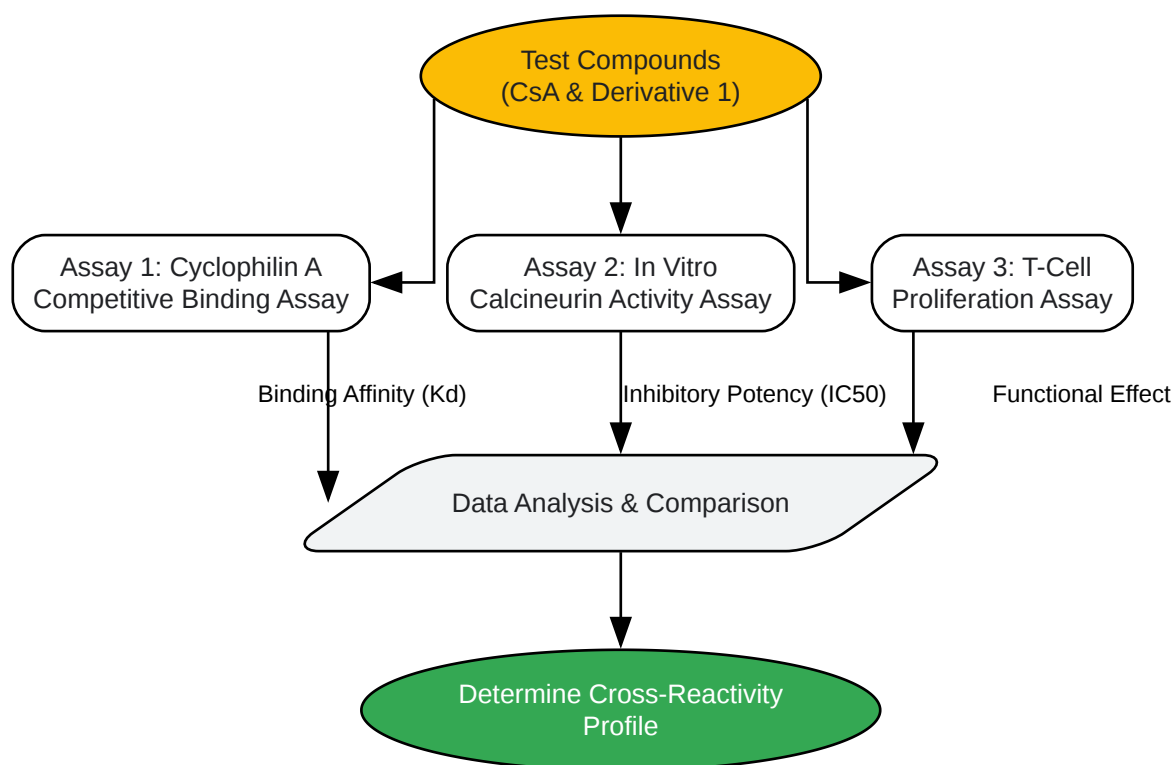 Test Compounds
(CsA & Derivative 1)
Assay 1: Cyclophilin A
Competitive Binding Assay
Assay 2: In Vitro
Calcineurin Activity Assay
Assay 3: T-Cell
Proliferation Assay
Binding Affinity (Kd)
Inhibitory Potency (IC50)
Functional Effect
Data Analysis & Comparison
Determine Cross-Reactivity
Profile